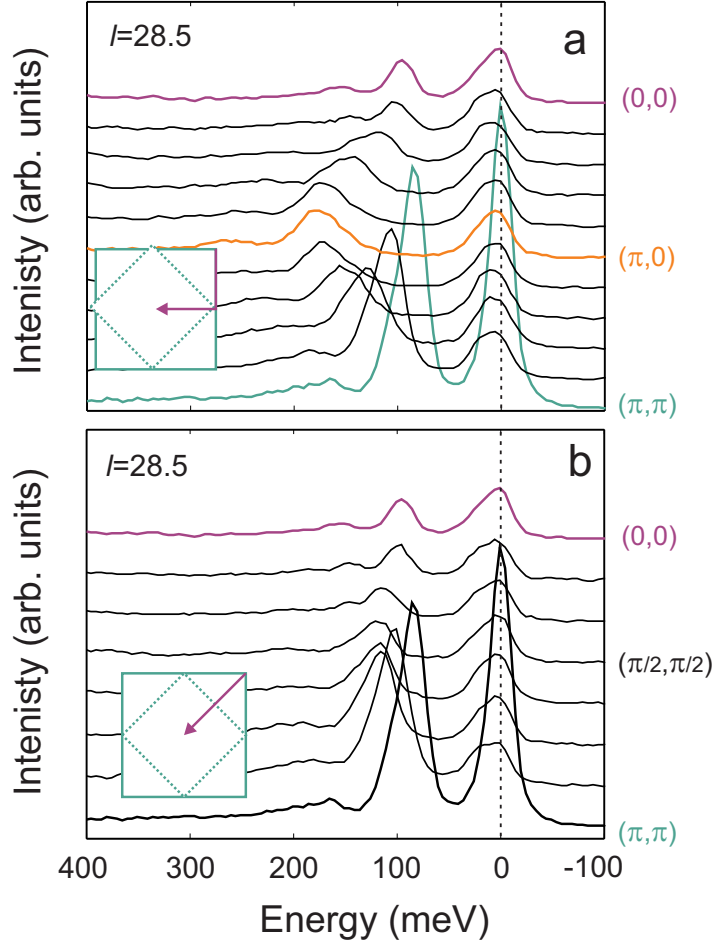 l=28.5
a
(0,0)
(π,0)
(π,π)
Intenisty (arb. units)
l=28.5
b
(0,0)
(π/2,π/2)
(π,π)
Intenisty (arb. units)
400 300 200 100 0 -100
Energy (meV)